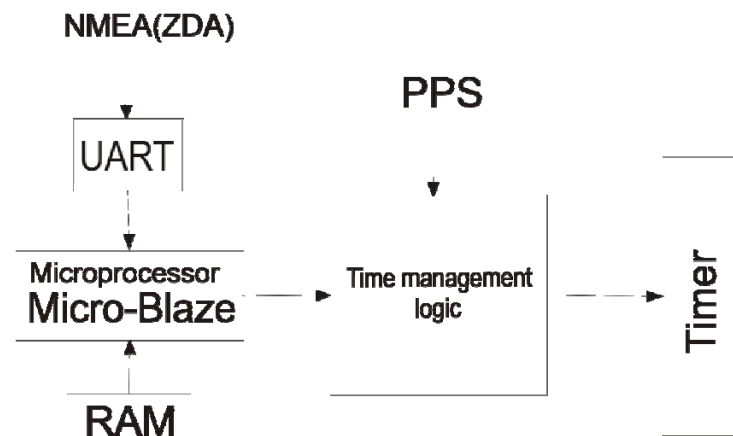 NMEA(ZDA)
PPS
UART
Microprocessor
Micro-Blaze
Time management
logic
Timer
RAM